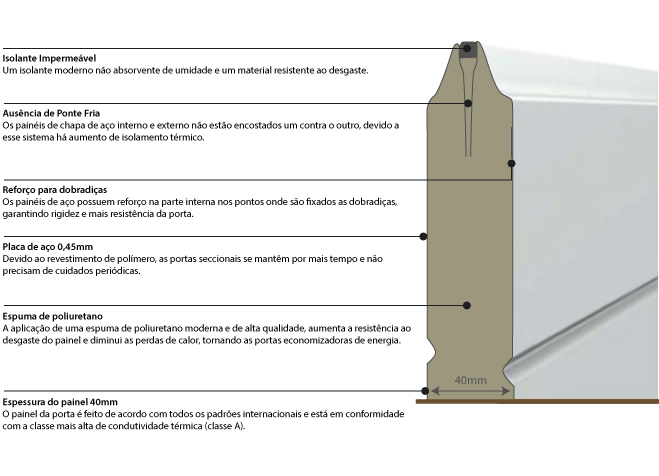 Isolante Impermeável
Um isolante moderno não absorvente de umidade e um material resistente ao desgaste.
Ausência de Ponte Fria
Os painéis de chapa de aço interno e externo não estão encostados um contra o outro, devido a
esse sistema há aumento de isolamento térmico.
Reforço para dobradiças
Os painéis de aço possuem reforço na parte interna nos pontos onde são fixados as dobradiças,
garantindo rigidez e mais resistência da porta.
Placa de aço 0,45mm
Devido ao revestimento de polímero, as portas seccionais se mantêm por mais tempo e não
precisam de cuidados periódicas.
Espuma de poliuretano
A aplicação de uma espuma de poliuretano moderna e de alta qualidade, aumenta a resistência ao
desgaste do painel e diminui as perdas de calor, tornando as portas economizadoras de energia.
Espessura do painel 40mm
O painel da porta é feito de acordo com todos os padrões internacionais e está em conformidade
com a classe mais alta de condutividade térmica (classe A).
40mm